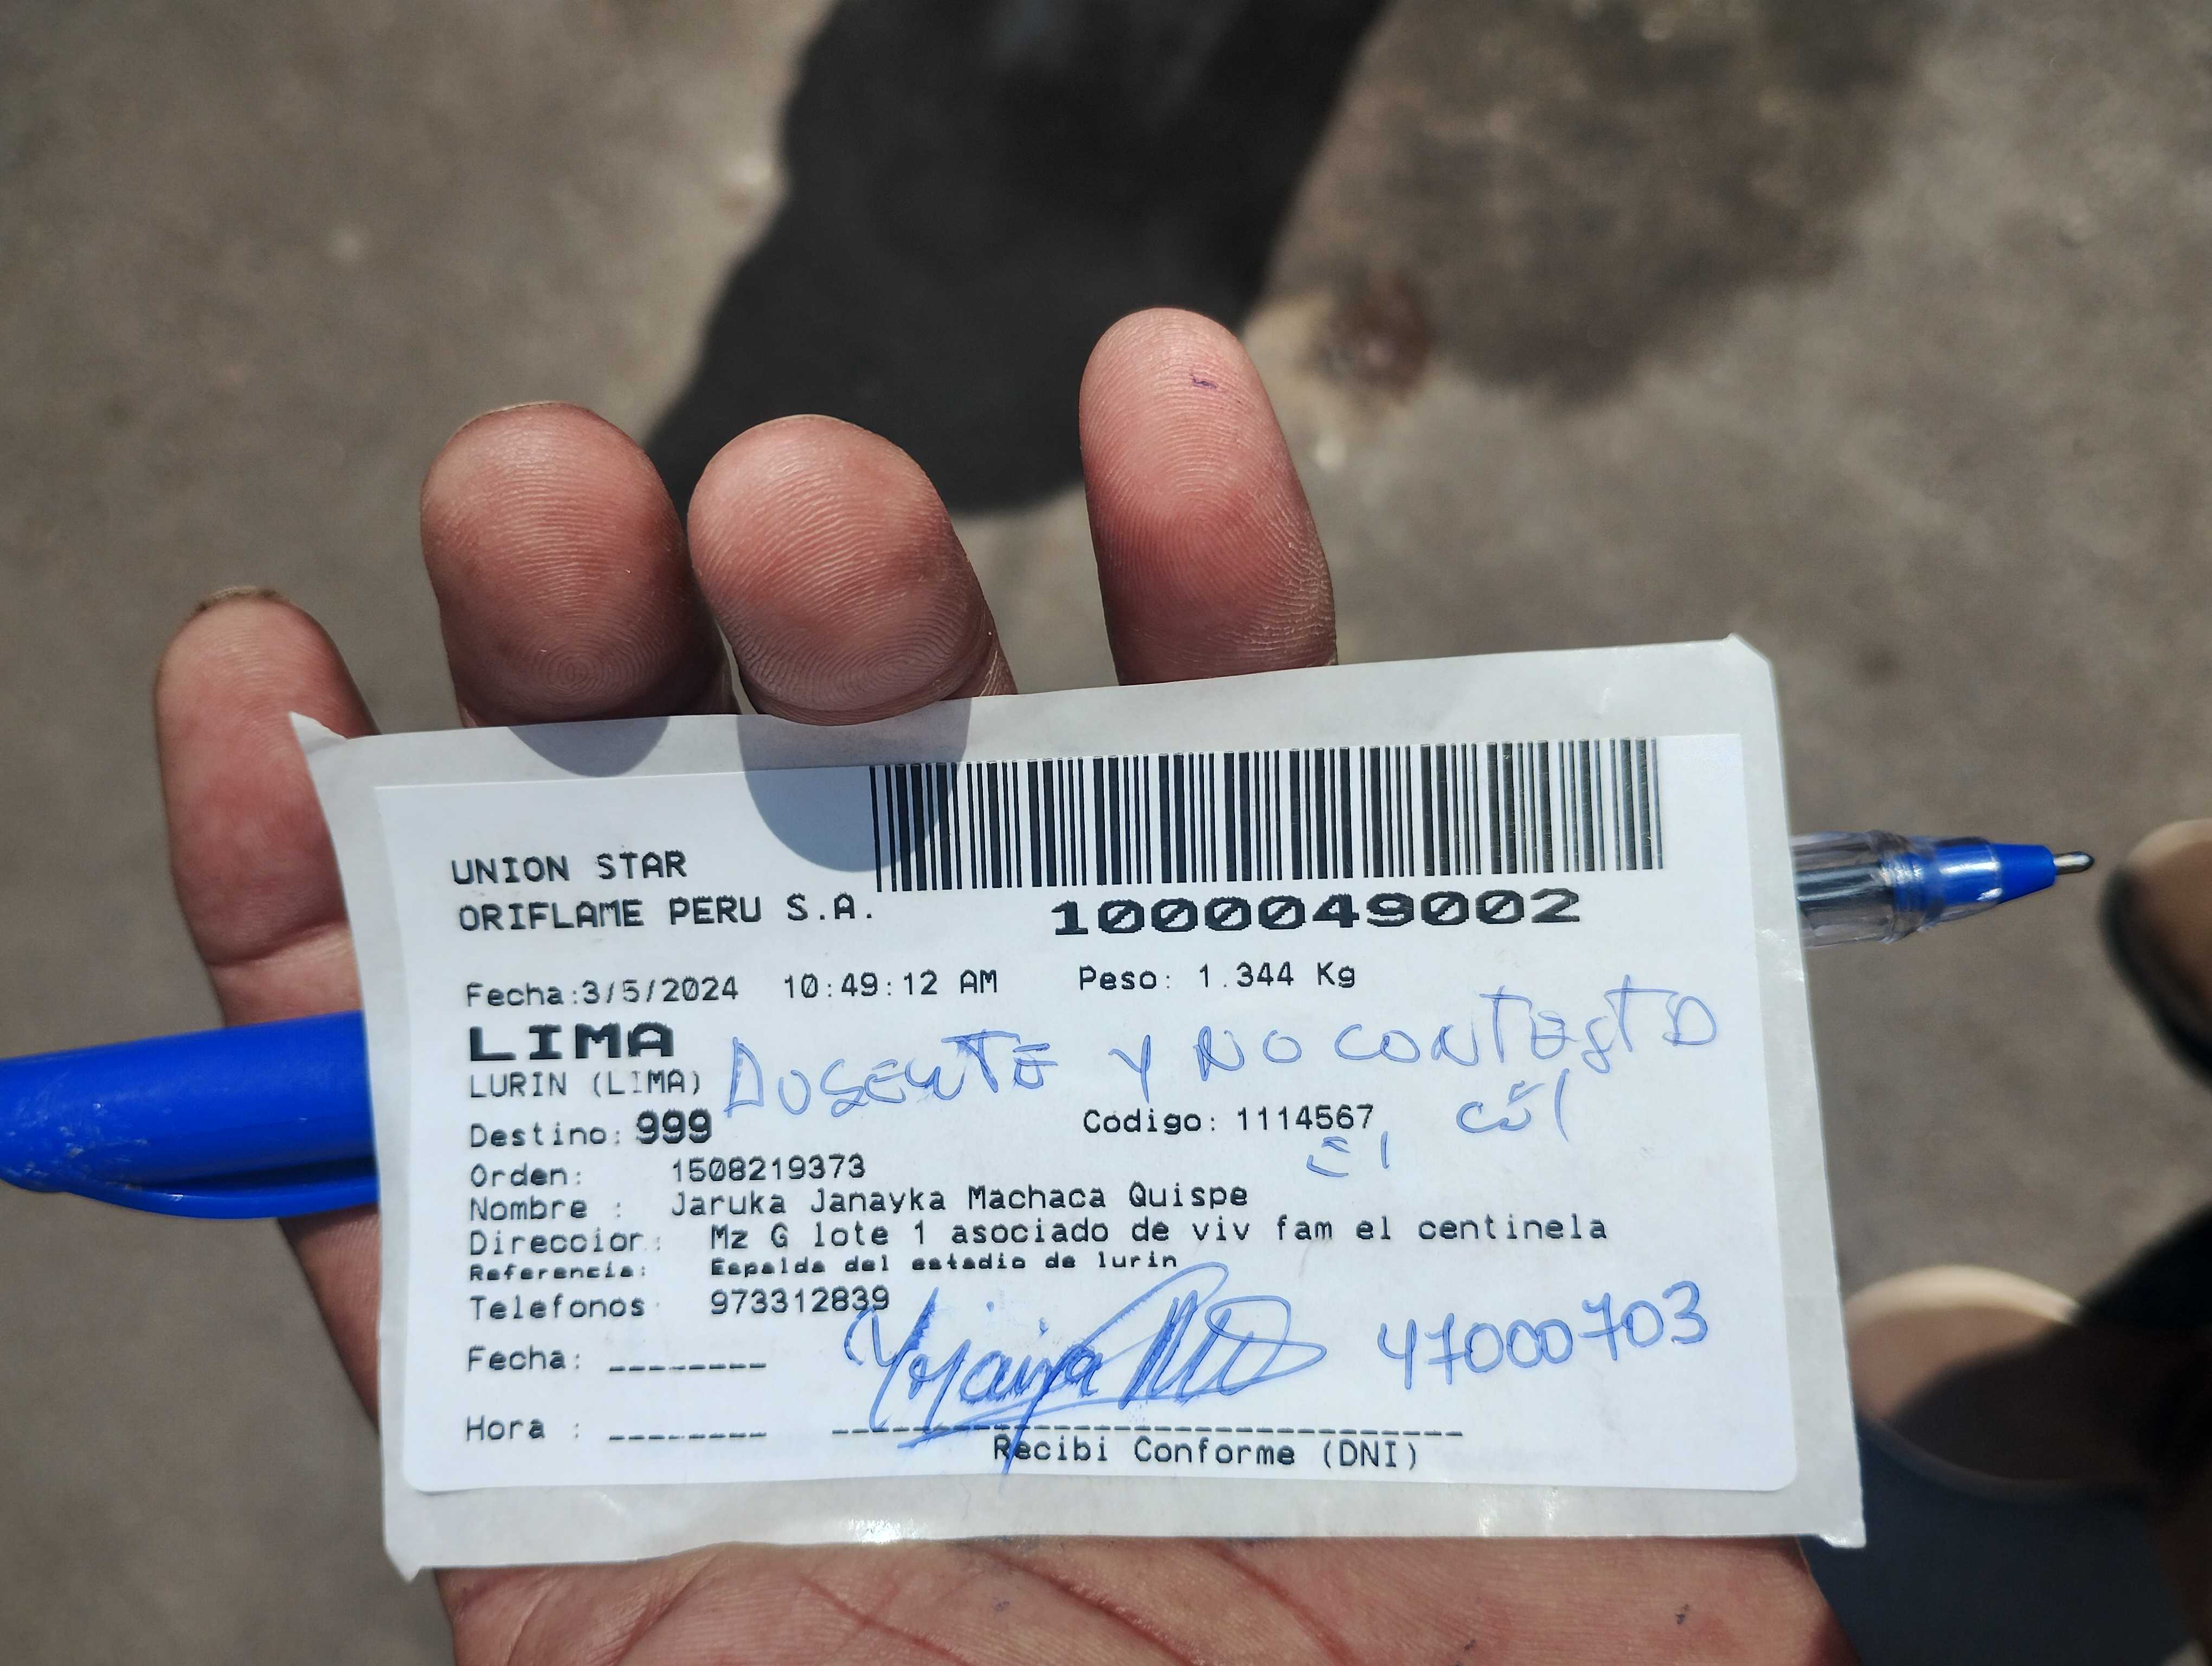 UNION STAR
ORIFLAME PERU S.A.
1000049002
Fecha:3/5/2024 10:49:12 AM Peso: 1.344 Kg
LIMA
AUSENTE Y NO CONTESTO
LURIN (LIMA)
Destino: 999 Codigo: 1114567
El cel
Orden: 1508219373
Nombre : Jaruka Janayka Machaca Quispe
Direccion: Mz G lote 1 asociado de viv fam el centinela
Referencia: Espalda del estadio de lurin
Telefonos 973312839
47000703
Fecha: --------
Hora : --------
Recibi Conforme (DNI)